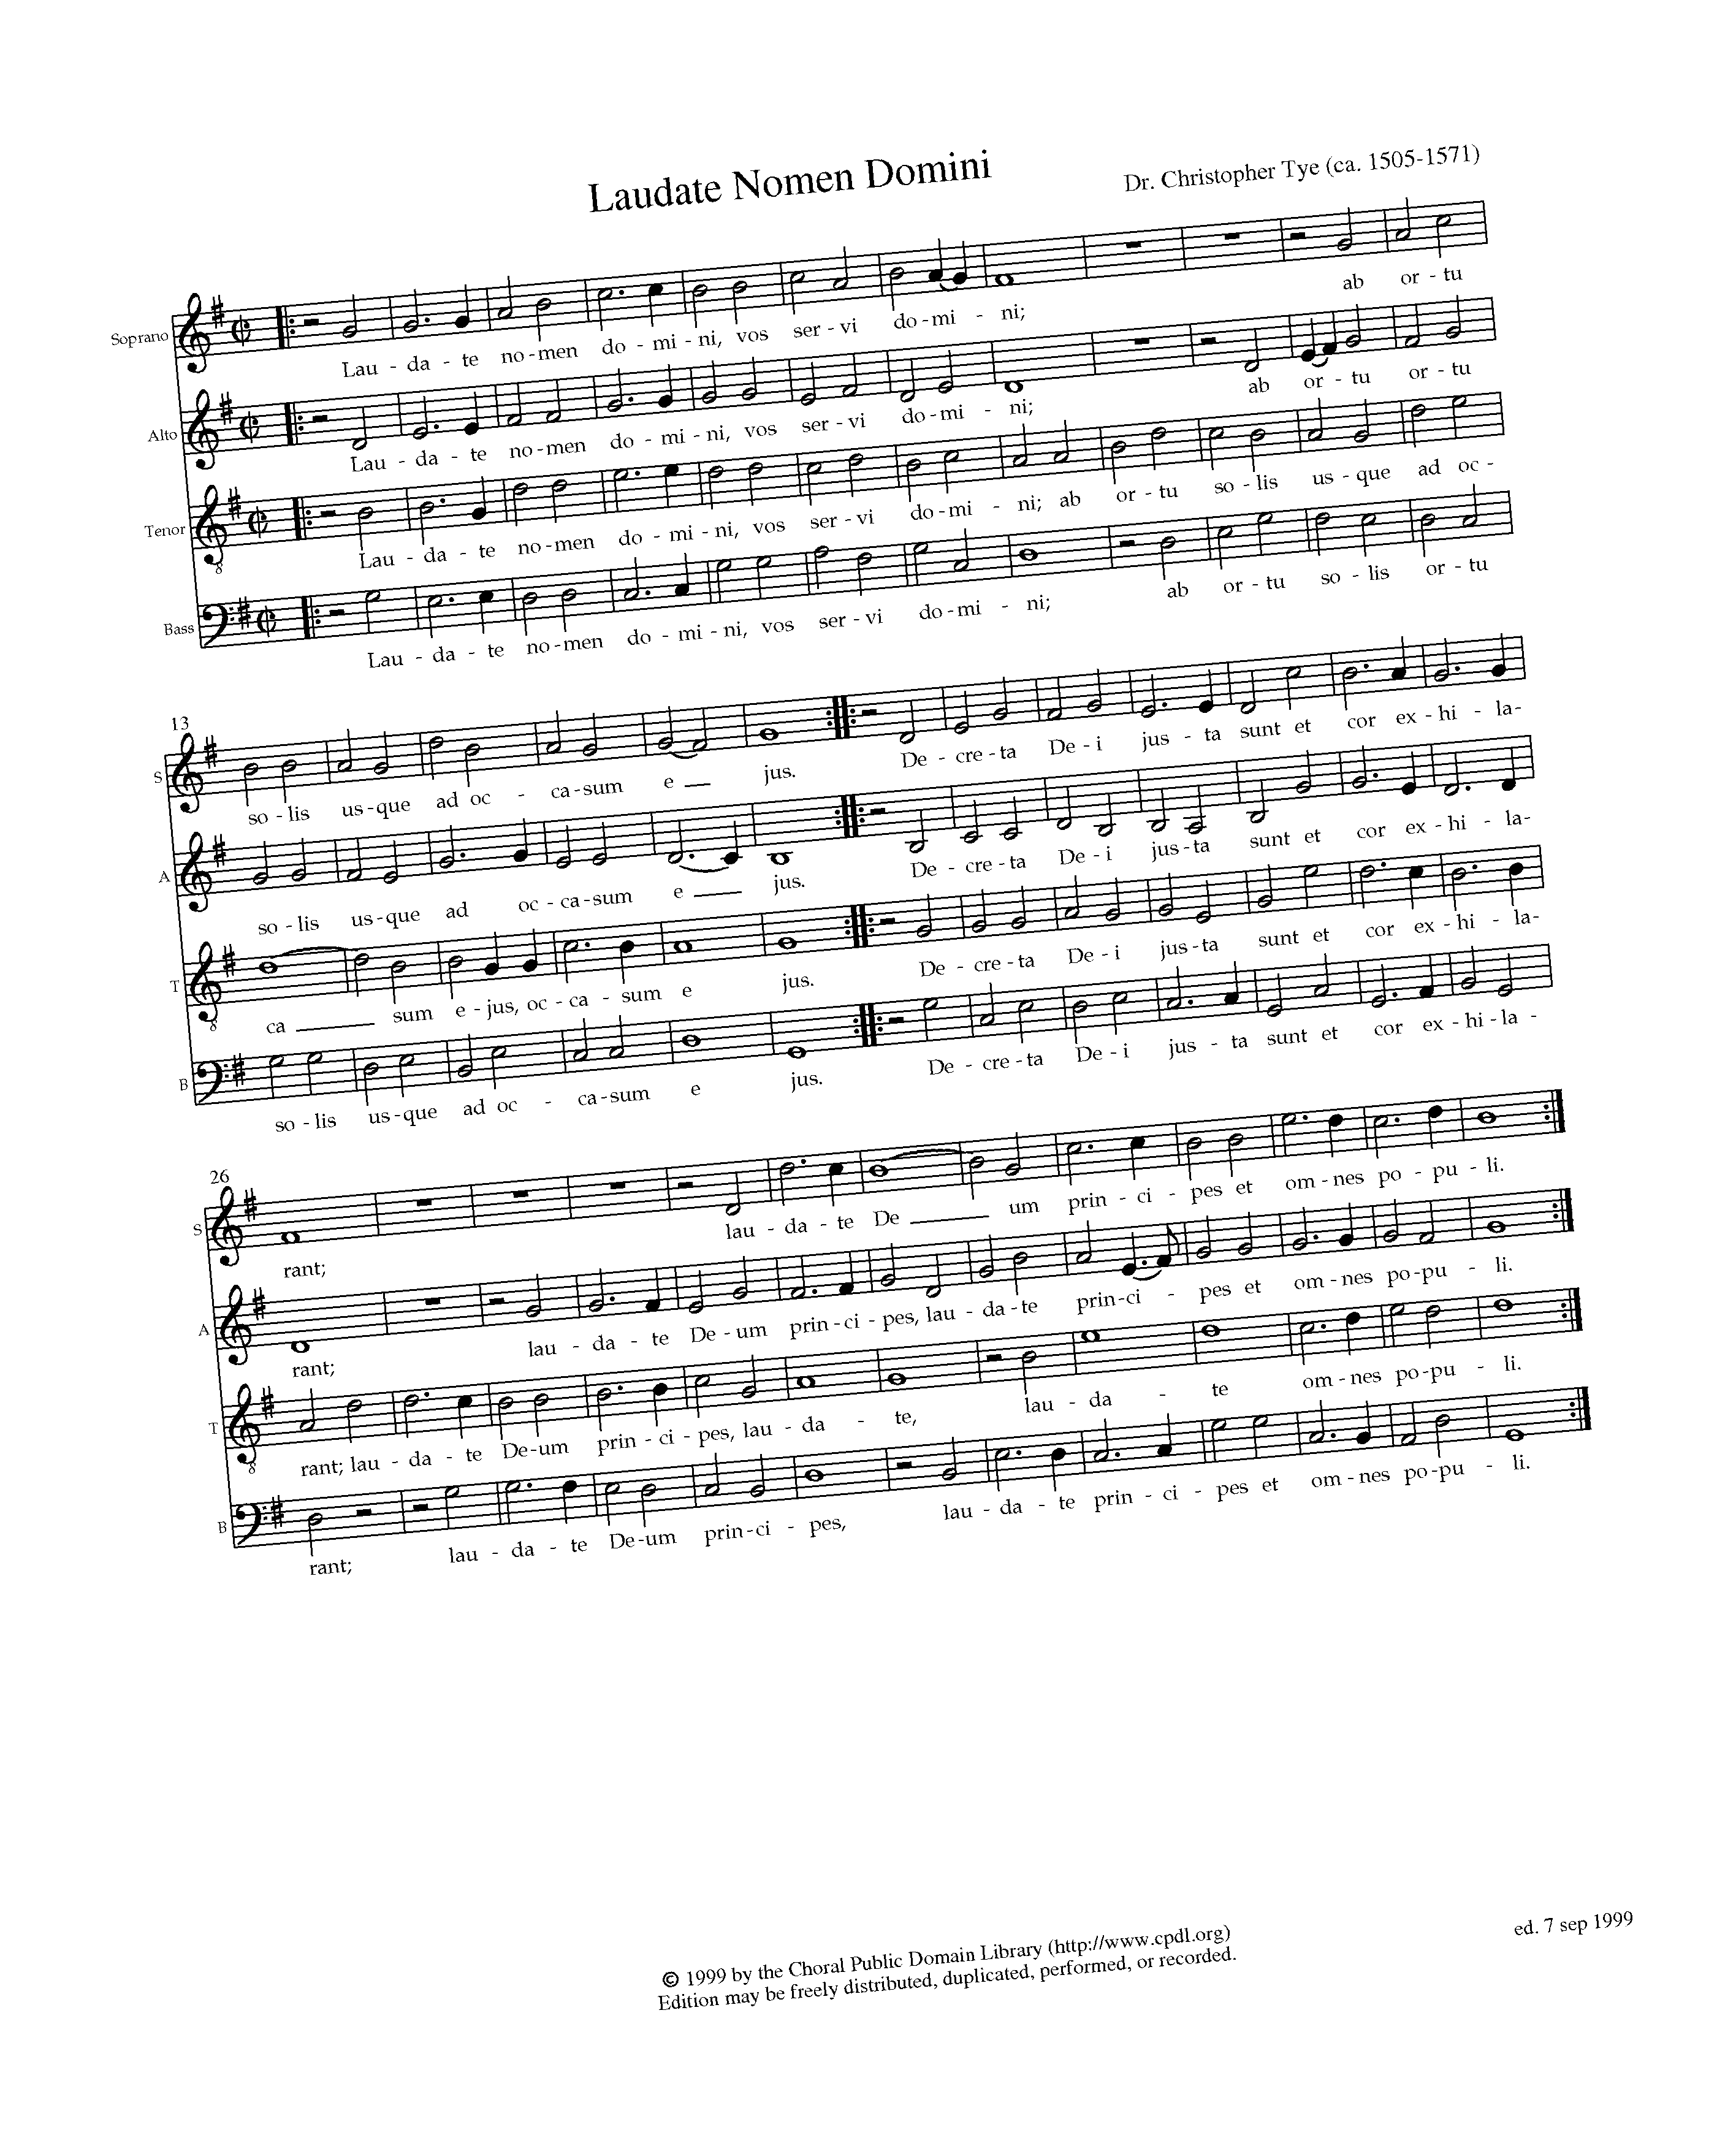 Laudate Nomen Domini
Dr. Christopher Tye (ca. 1505-1571)
Soprano
Lau - da - te no - men do - mi - ni, vos ser - vi do - mi - ni; ab or - tu
Alto
Lau - da - te no - men do - mi - ni, vos ser - vi do - mi - ni; ab or - tu or - tu
Tenor
8
Lau - da - te no - men do - mi - ni, vos ser - vi do - mi - ni; ab or - tu so - lis us - que ad oc -
Bass
Lau - da - te no - men do - mi - ni, vos ser - vi do - mi - ni; ab or - tu so - lis or - tu
13
S
so - lis us - que ad oc - ca - sum e jus. De - cre - ta De - i jus - ta sunt et cor ex - hi - la-
A
so - lis us - que ad oc - ca - sum e jus. De - cre - ta De - i jus - ta sunt et cor ex - hi - la-
T
8
ca sum e - jus, oc - ca - sum e jus. De - cre - ta De - i jus - ta sunt et cor ex - hi - la-
B
so - lis us - que ad oc - ca - sum e jus. De - cre - ta De - i jus - ta sunt et cor ex - hi - la -
26
S
rant; lau - da - te De um prin - ci - pes et om - nes po - pu - li.
A
rant; lau - da - te De - um prin - ci - pes, lau - da - te prin - ci - pes et om - nes po - pu - li.
T
8
rant; lau - da - te De - um prin - ci - pes, lau - da - te, lau - da - te om - nes po - pu - li.
B
rant; lau - da - te De - um prin - ci - pes, lau - da - te prin - ci - pes et om - nes po - pu - li.
© 1999 by the Choral Public Domain Library (http://www.cpdl.org)
Edition may be freely distributed, duplicated, performed, or recorded.
ed. 7 sep 1999